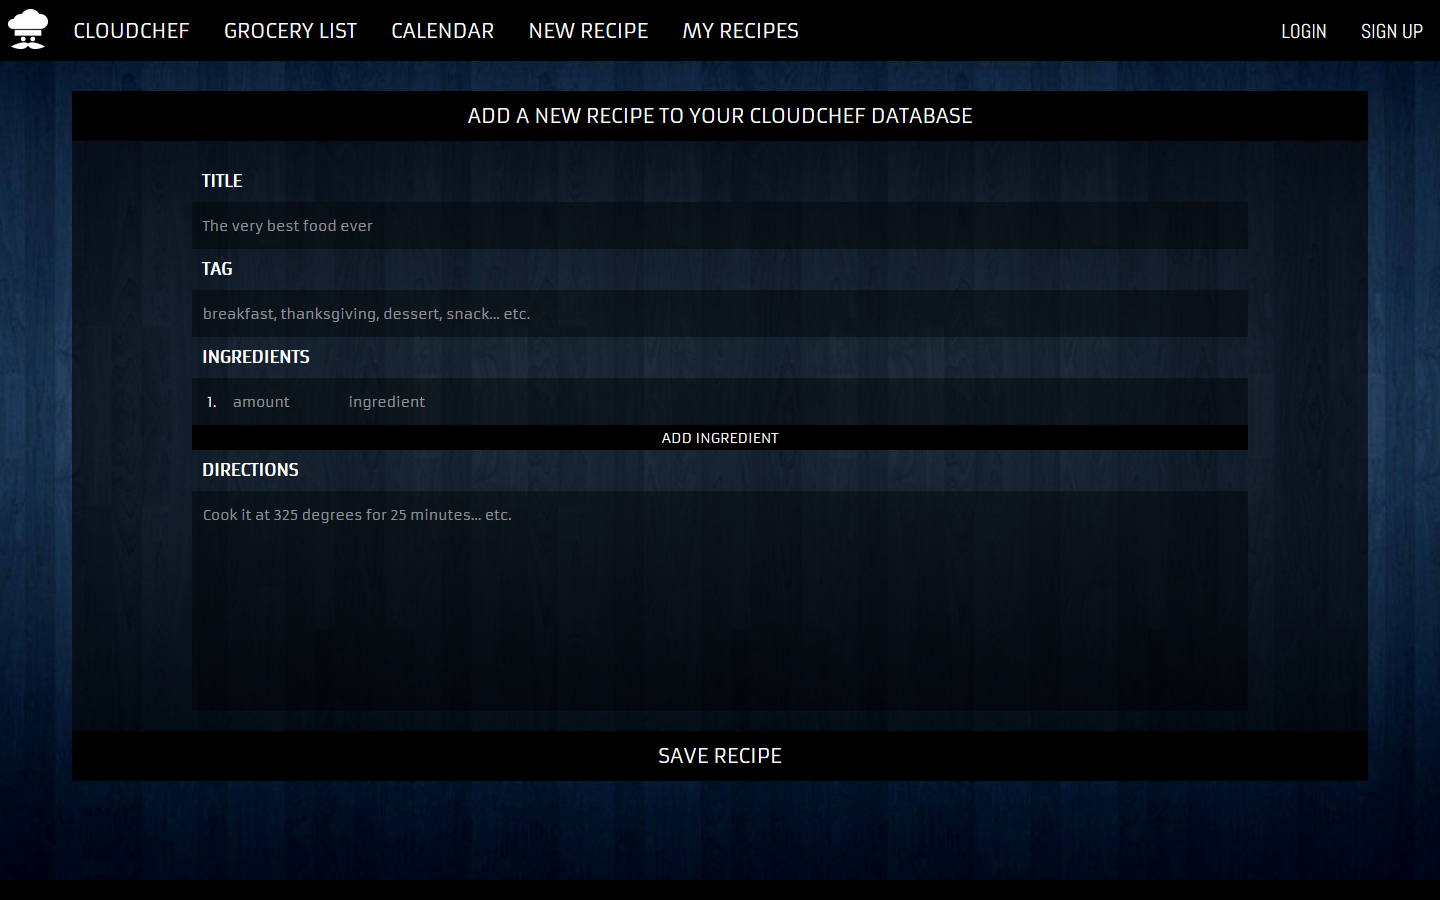 CLOUDCHEF GROCERY LIST CALENDAR NEW RECIPE MY RECIPES LOGIN SIGN UP
ADD A NEW RECIPE TO YOUR CLOUDCHEF DATABASE
TITLE
The very best food ever
TAG
breakfast, thanksgiving, dessert, snack... etc.
INGREDIENTS
1. amount ingredient
ADD INGREDIENT
DIRECTIONS
Cook it at 325 degrees for 25 minutes... etc.
SAVE RECIPE